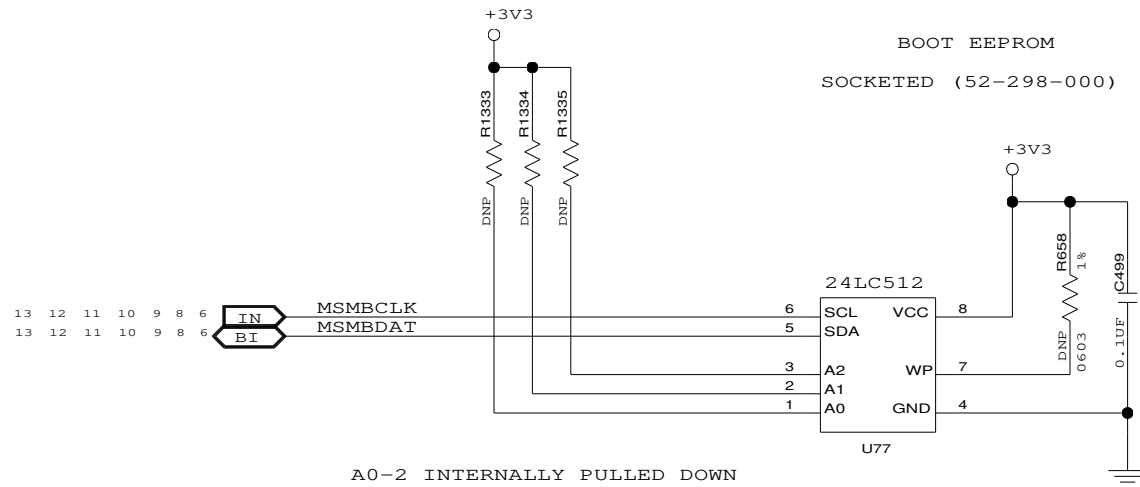 +3V3
BOOT EEPROM
SOCKETED (52-298-000)
R1333
R1334
R1335
DNP
DNP
DNP
+3V3
R658
1%
DNP
0603
C499
0.1UF
24LC512
13 12 11 10 9 8 6 IN MSMBCLK 6 SCL VCC 8
13 12 11 10 9 8 6 BI MSMBDAT 5 SDA
3 A2 WP 7
2 A1
1 A0 GND 4
U77
A0-2 INTERNALLY PULLED DOWN